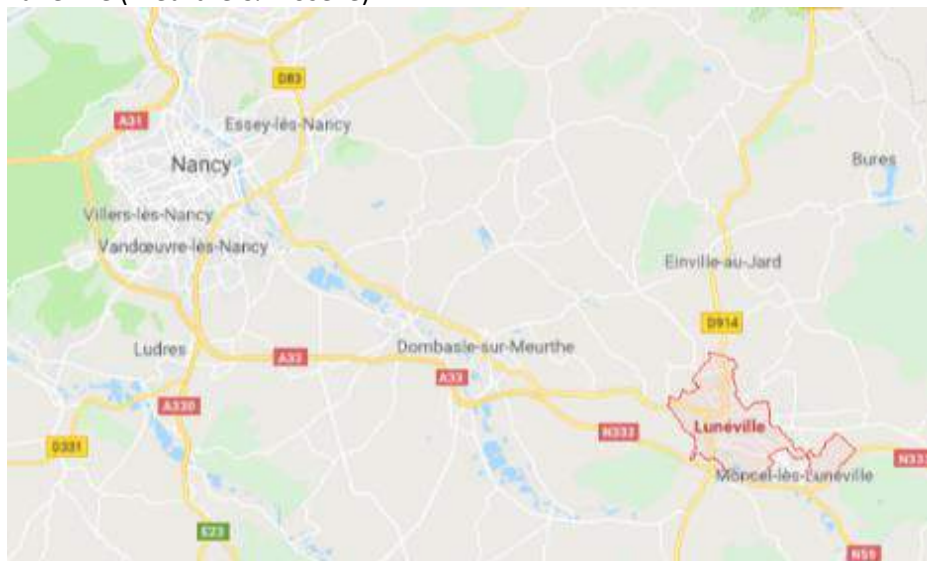 D83
A31
Essey-lès-Nancy
Nancy
Bures
Villers-lès-Nancy
Vandœuvre-lès-Nancy
Einville-au-Jard
D914
Ludres
A33
Dombasle-sur-Meurthe
A33
A330
Lunéville
N333
D331
N333
Moncel-lès-Lunéville
E23
N59